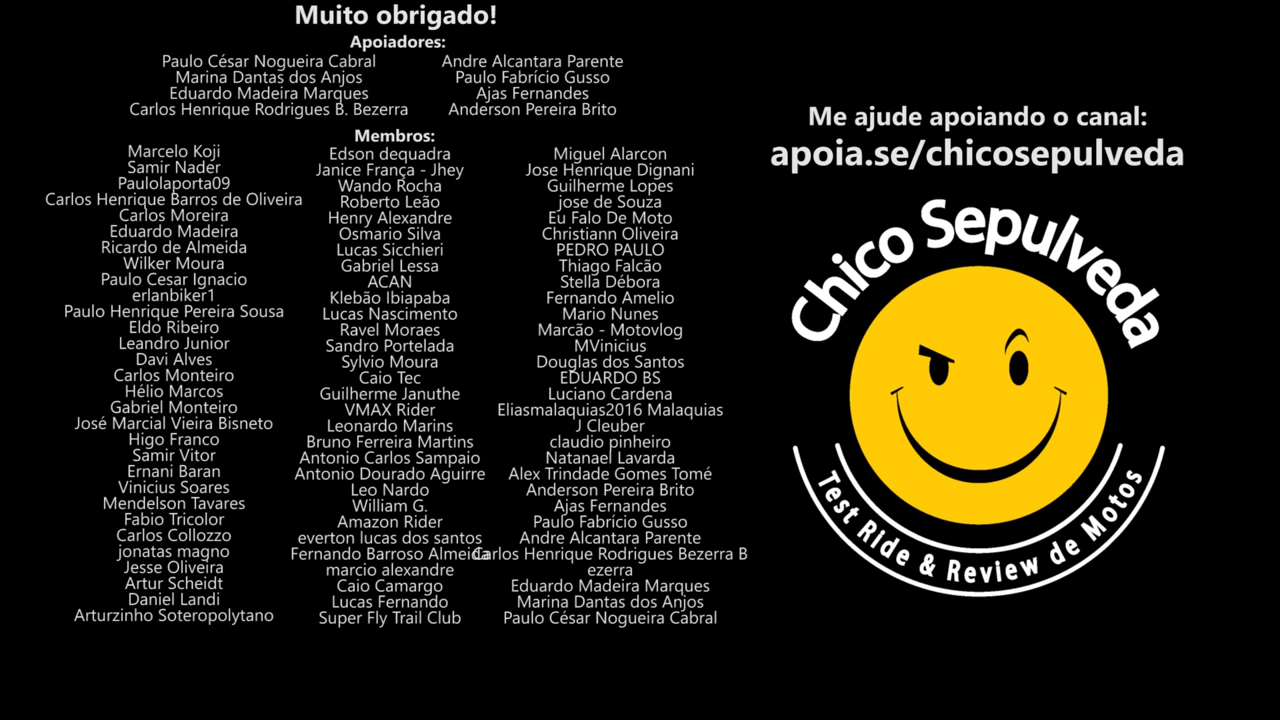 Muito obrigado!
Apoiadores:
Paulo César Nogueira Cabral
Marina Dantas dos Anjos
Eduardo Madeira Marques
Carlos Henrique Rodrigues B. Bezerra
Andre Alcantara Parente
Paulo Fabrício Gusso
Ajas Fernandes
Anderson Pereira Brito
Membros:
Marcelo Koji
Samir Nader
Paulolaporta09
Carlos Henrique Barros de Oliveira
Carlos Moreira
Eduardo Madeira
Ricardo de Almeida
Wilker Moura
Paulo Cesar Ignacio
erlanbiker1
Paulo Henrique Pereira Sousa
Eldo Ribeiro
Leandro Junior
Davi Alves
Carlos Monteiro
Hélio Marcos
Gabriel Monteiro
José Marcial Vieira Bisneto
Higo Franco
Samir Vitor
Ernani Baran
Vinicius Soares
Mendelson Tavares
Fabio Tricolor
Carlos Collozzo
jonatas magno
Jesse Oliveira
Artur Scheidt
Daniel Landi
Arturzinho Soteropolytano
Edson dequadra
Janice França - Jhey
Wando Rocha
Roberto Leão
Henry Alexandre
Osmario Silva
Lucas Sicchieri
Gabriel Lessa
ACAN
Klebão Ibiapaba
Lucas Nascimento
Ravel Moraes
Sandro Portelada
Sylvio Moura
Caio Tec
Guilherme Januthe
VMAX Rider
Leonardo Marins
Bruno Ferreira Martins
Antonio Carlos Sampaio
Antonio Dourado Aguirre
Leo Nardo
William G.
Amazon Rider
everton lucas dos santos
Fernando Barroso Almeida
marcio alexandre
Caio Camargo
Lucas Fernando
Super Fly Trail Club
Miguel Alarcon
Jose Henrique Dignani
Guilherme Lopes
jose de Souza
Eu Falo De Moto
Christiann Oliveira
PEDRO PAULO
Thiago Falcão
Stella Débora
Fernando Amelio
Mario Nunes
Marcão - Motovlog
MVinicius
Douglas dos Santos
EDUARDO BS
Luciano Cardena
Eliasmalaquias2016 Malaquias
J Cleuber
claudio pinheiro
Natanael Lavarda
Alex Trindade Gomes Tomé
Anderson Pereira Brito
Ajas Fernandes
Paulo Fabrício Gusso
Andre Alcantara Parente
Carlos Henrique Rodrigues Bezerra B
ezerra
Eduardo Madeira Marques
Marina Dantas dos Anjos
Paulo César Nogueira Cabral
Me ajude apoiando o canal:
apoia.se/chicosepulveda
Chico Sepulveda
Test Ride & Review de Motos